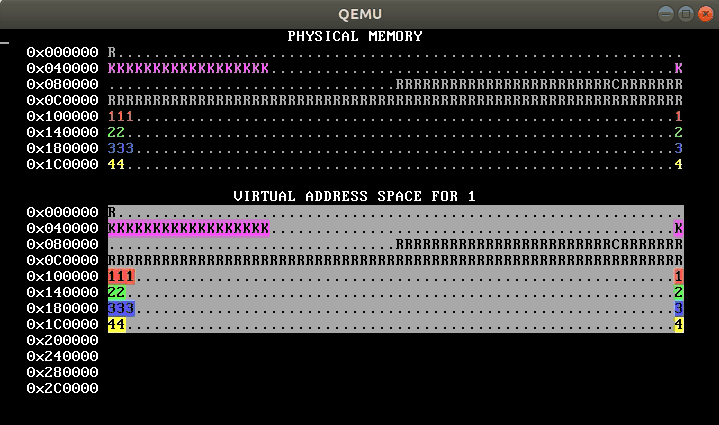 QEMU
PHYSICAL MEMORY
0x000000 R...............................................................
0x040000 KKKKKKKKKKKKKKKKKK.............................................K
0x080000 ................................RRRRRRRRRRRRRRRRRRRRRRRRCRRRRRRR
0x0C0000 RRRRRRRRRRRRRRRRRRRRRRRRRRRRRRRRRRRRRRRRRRRRRRRRRRRRRRRRRRRRRRRR
0x100000 111............................................................1
0x140000 22.............................................................2
0x180000 333............................................................3
0x1C0000 44.............................................................4
VIRTUAL ADDRESS SPACE FOR 1
0x000000 R...............................................................
0x040000 KKKKKKKKKKKKKKKKKK.............................................K
0x080000 ................................RRRRRRRRRRRRRRRRRRRRRRRRCRRRRRRR
0x0C0000 RRRRRRRRRRRRRRRRRRRRRRRRRRRRRRRRRRRRRRRRRRRRRRRRRRRRRRRRRRRRRRRR
0x100000 111............................................................1
0x140000 22.............................................................2
0x180000 333............................................................3
0x1C0000 44.............................................................4
0x200000
0x240000
0x280000
0x2C0000